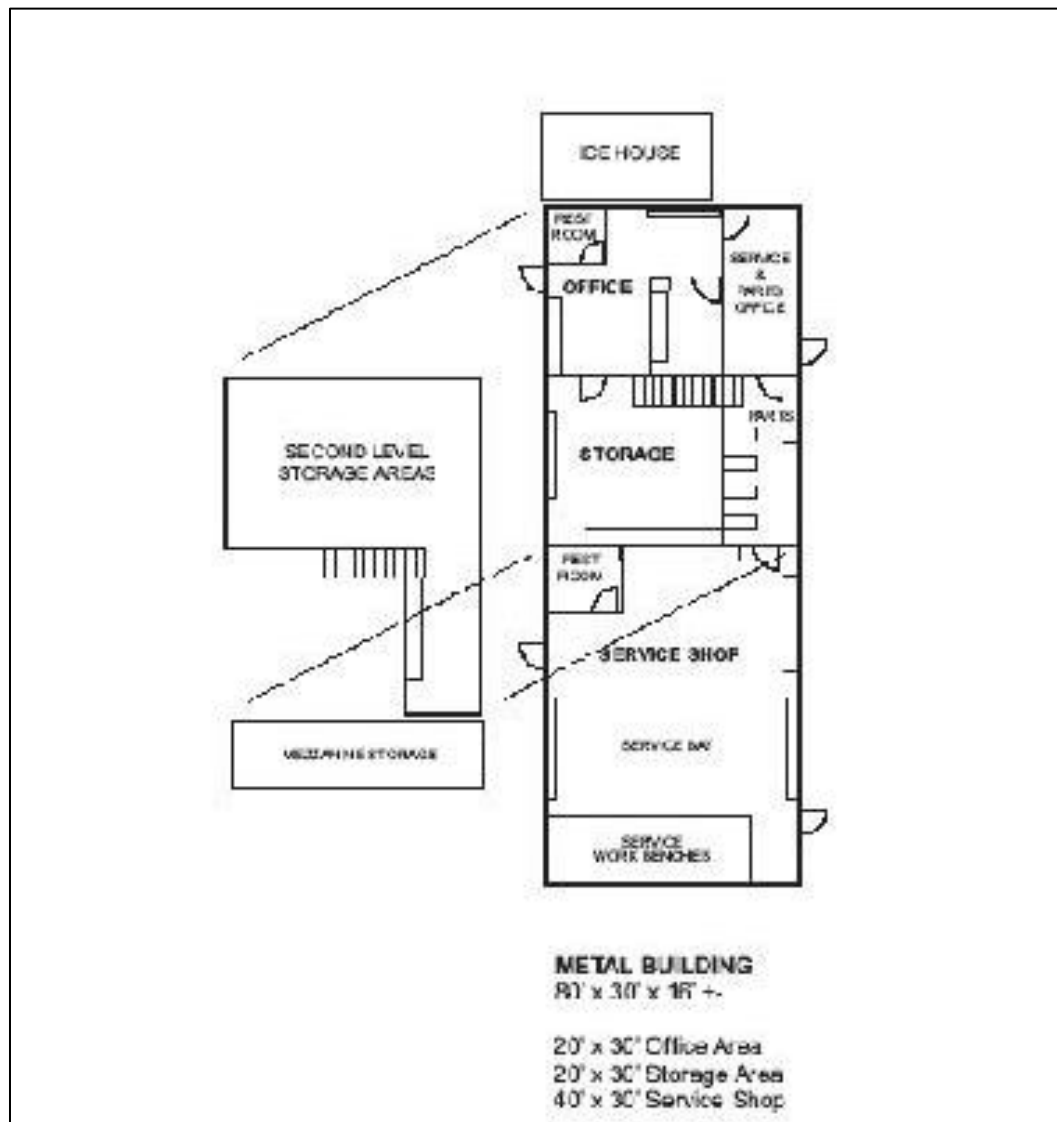 ICE HOUSE
REST
ROOM
SERVICE
&
PARTS
OFFICE
OFFICE
PARTS
SECOND LEVEL
STORAGE AREAS
STORAGE
REST
ROOM
SERVICE SHOP
MEZZANINE STORAGE
SERVICE BAY
SERVICE
WORK BENCHES
METAL BUILDING
80' x 30' x 16' +-
20' x 30' Office Area
20' x 30' Storage Area
40' x 30' Service Shop